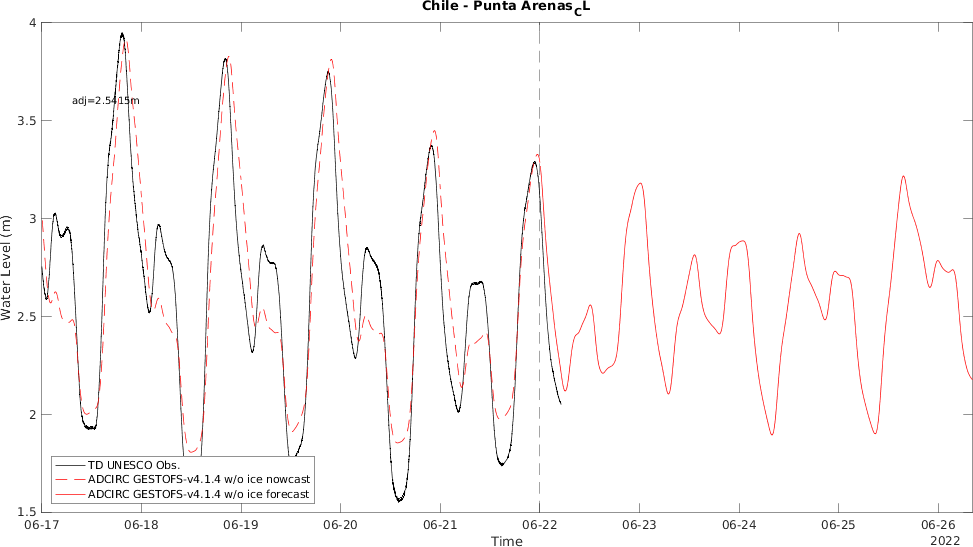 Chile - Punta Arenas_CL
Water Level (m)
4
3.5
3
2.5
2
1.5
adj=2.5415m
TD UNESCO Obs.
ADCIRC GESTOFS-v4.1.4 w/o ice nowcast
ADCIRC GESTOFS-v4.1.4 w/o ice forecast
06-17 06-18 06-19 06-20 06-21 06-22 06-23 06-24 06-25 06-26
Time
2022